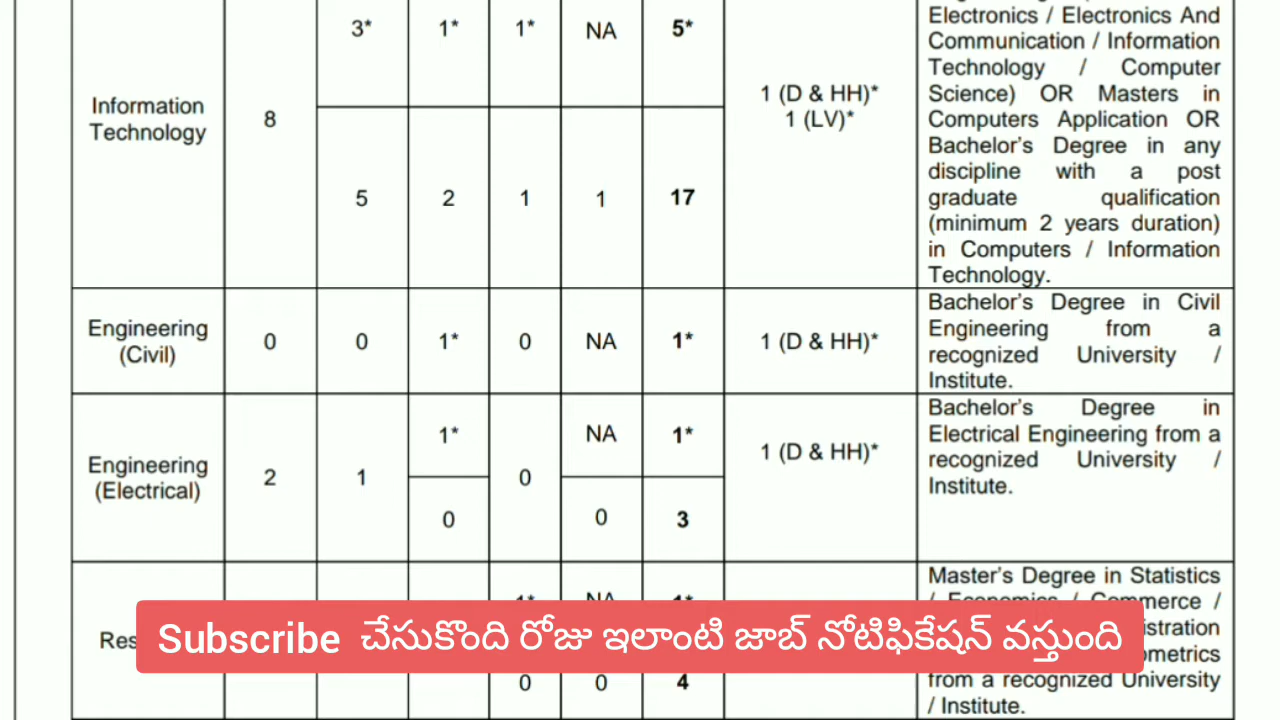 3* 1* 1* NA 5*
Information
Technology
8
5 2 1 1 17
1 (D & HH)*
1 (LV)*
Electronics / Electronics And
Communication / Information
Technology / Computer
Science) OR Masters in
Computers Application OR
Bachelor's Degree in any
discipline with a post
graduate qualification
(minimum 2 years duration)
in Computers / Information
Technology.
Engineering
(Civil)
0 0 1* 0 NA 1* 1 (D & HH)*
Bachelor's Degree in Civil
Engineering from a
recognized University /
Institute.
Engineering
(Electrical)
2 1
1*
0
0
NA
0
1*
3
1 (D & HH)*
Bachelor's Degree in
Electrical Engineering from a
recognized University /
Institute.
1* NA 1*
0 0 4
Master's Degree in Statistics
/ Economics / Commerce /
from a recognized University
/ Institute.
Subscribe చేసుకొంది రోజు ఇలాంటి జాబ్ నోటిఫికేషన్ వస్తుంది